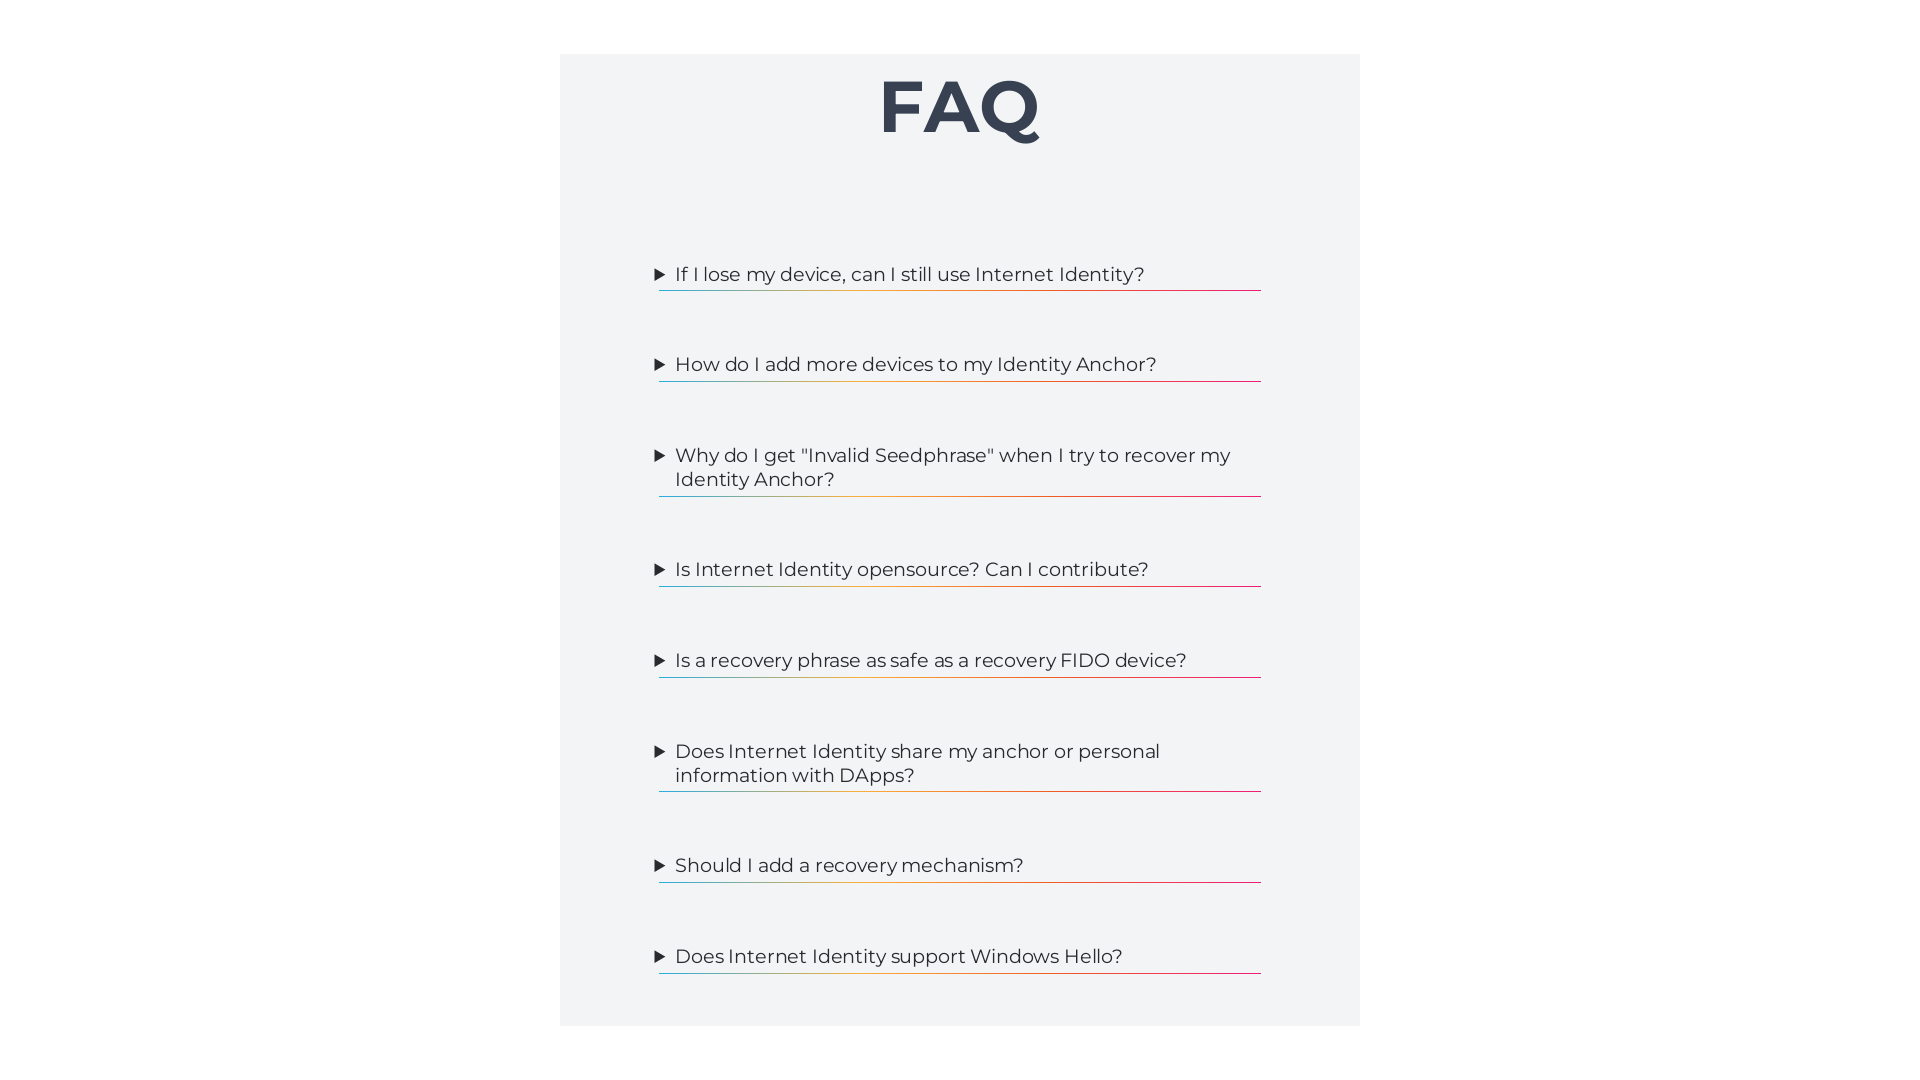 FAQ
If I lose my device, can I still use Internet Identity?
How do I add more devices to my Identity Anchor?
Why do I get "Invalid Seedphrase" when I try to recover my
Identity Anchor?
Is Internet Identity opensource? Can I contribute?
Is a recovery phrase as safe as a recovery FIDO device?
Does Internet Identity share my anchor or personal
information with DApps?
Should I add a recovery mechanism?
Does Internet Identity support Windows Hello?